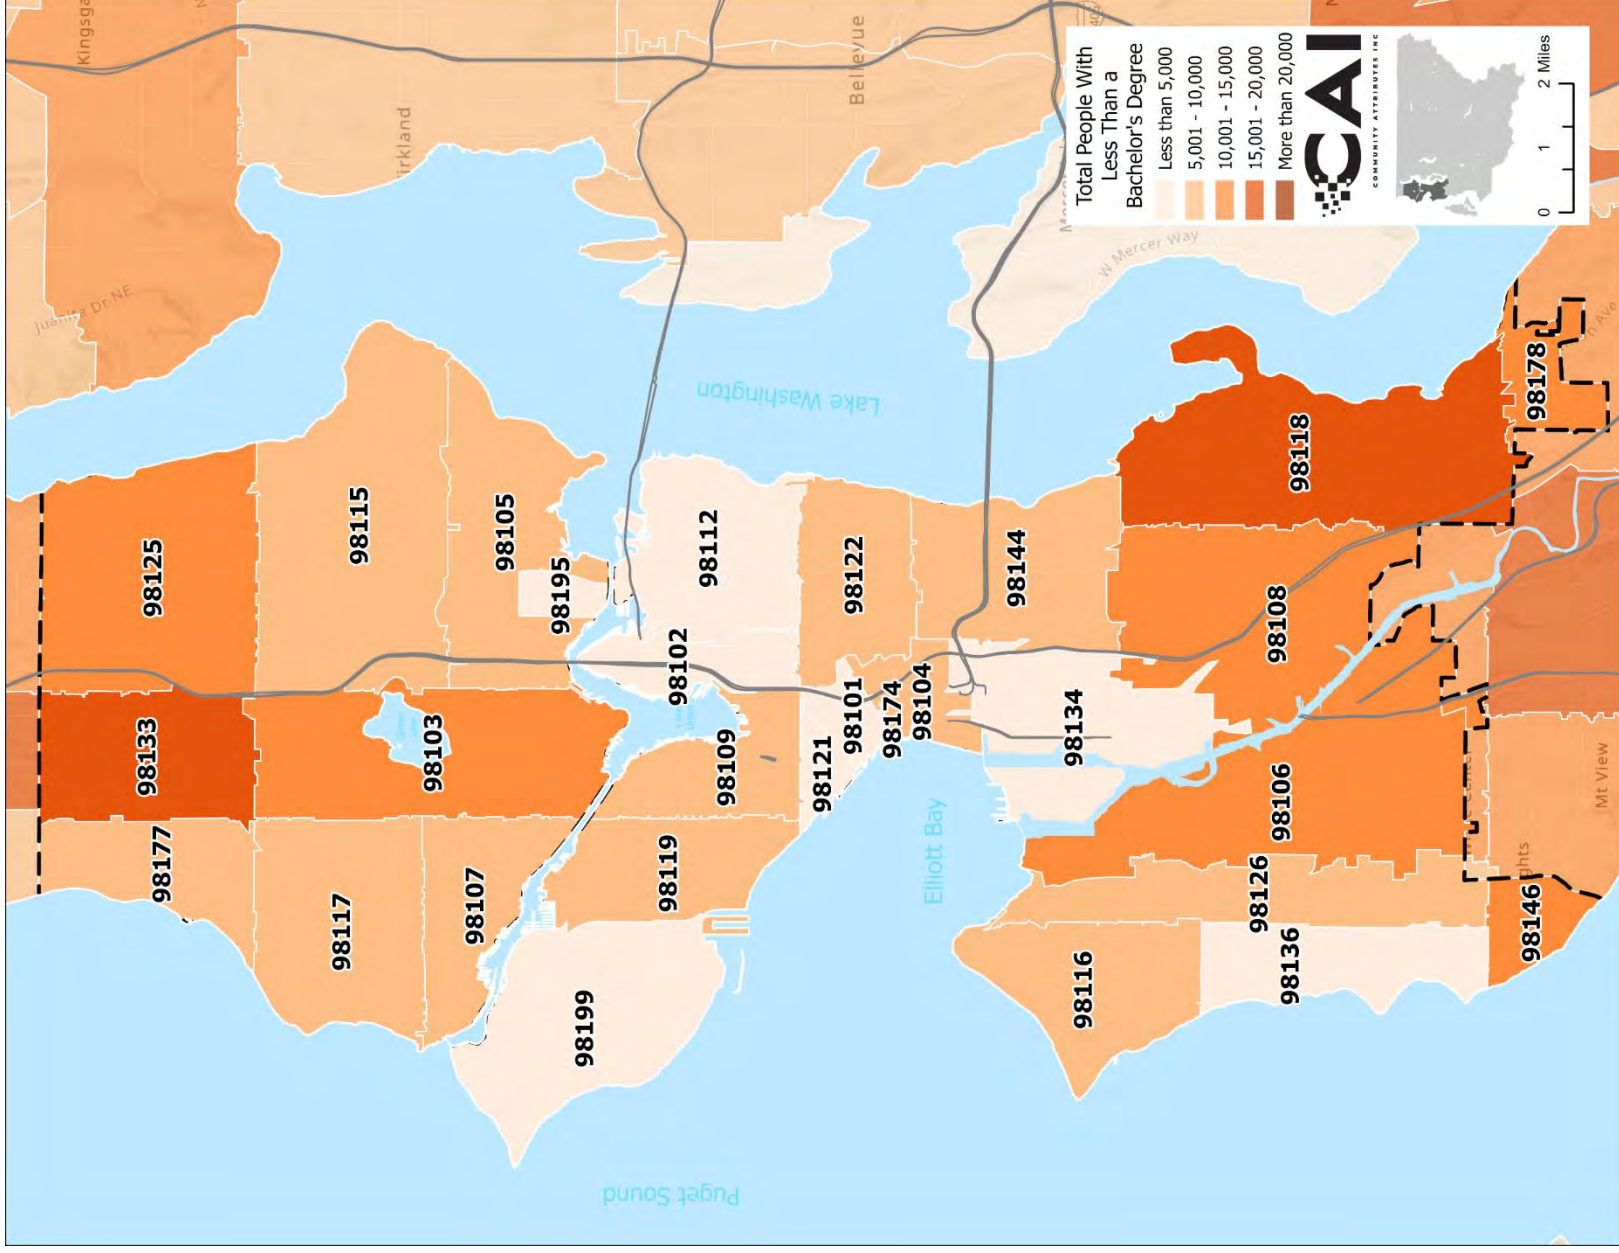 Kingsga
Juanita Dr NE
irkland
Bellevue
W Mercer Way
Lake Washington
Elliott Bay
Puget Sound
Mt View
ghts
n Ave
98125
98133
98177
98115
98105
98195
98103
98117
98107
98112
98102
98109
98119
98199
98122
98101
98121
98174
98104
98144
98134
98118
98108
98178
98106
98126
98116
98136
98146
Total People With
Less Than a
Bachelor's Degree
Less than 5,000
5,001 - 10,000
10,001 - 15,000
15,001 - 20,000
More than 20,000
CAI
COMMUNITY ATTRIBUTES INC
0 1 2 Miles